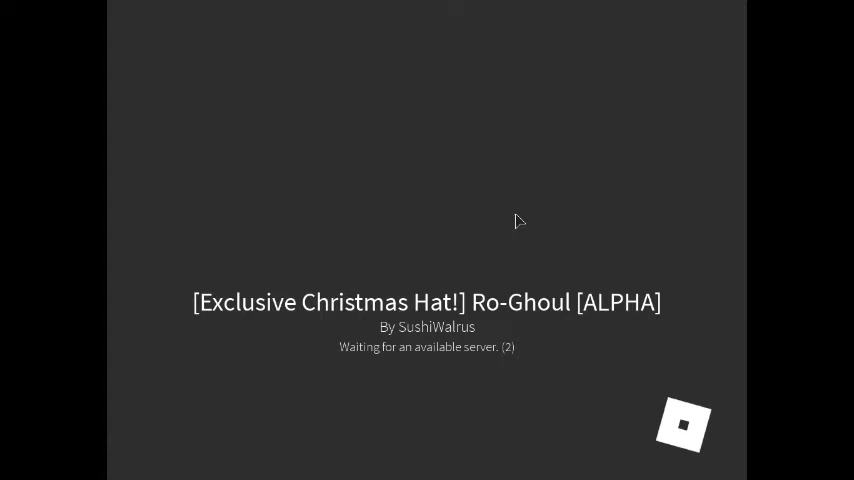 [Exclusive Christmas Hat!] Ro-Ghoul [ALPHA]
By SushiWalrus
Waiting for an available server. (2)